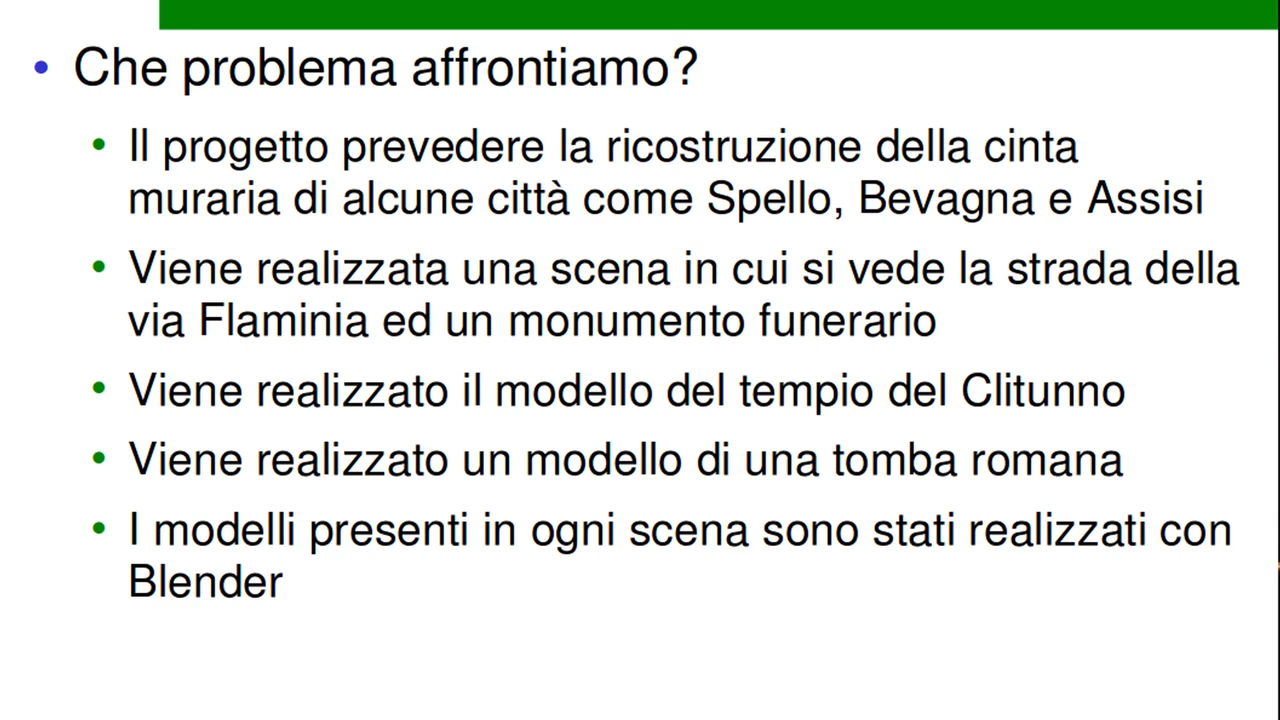 • Che problema affrontiamo?
• Il progetto prevedere la ricostruzione della cinta
muraria di alcune città come Spello, Bevagna e Assisi
• Viene realizzata una scena in cui si vede la strada della
via Flaminia ed un monumento funerario
• Viene realizzato il modello del tempio del Clitunno
• Viene realizzato un modello di una tomba romana
• I modelli presenti in ogni scena sono stati realizzati con
Blender